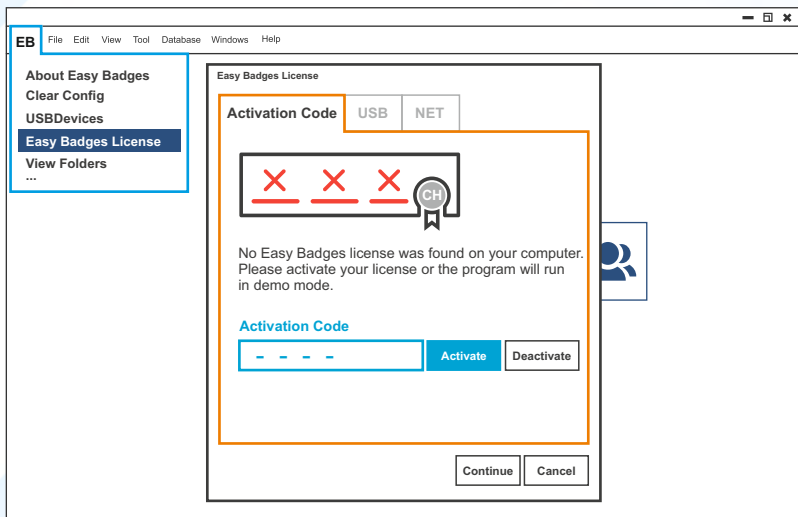 EB File Edit View Tool Database Windows Help
About Easy Badges
Clear Config
USBDevices
Easy Badges License
View Folders
...
Easy Badges License
Activation Code USB NET
CH
No Easy Badges license was found on your computer.
Please activate your license or the program will run
in demo mode.
Activation Code
- - - -
Activate Deactivate
Continue Cancel